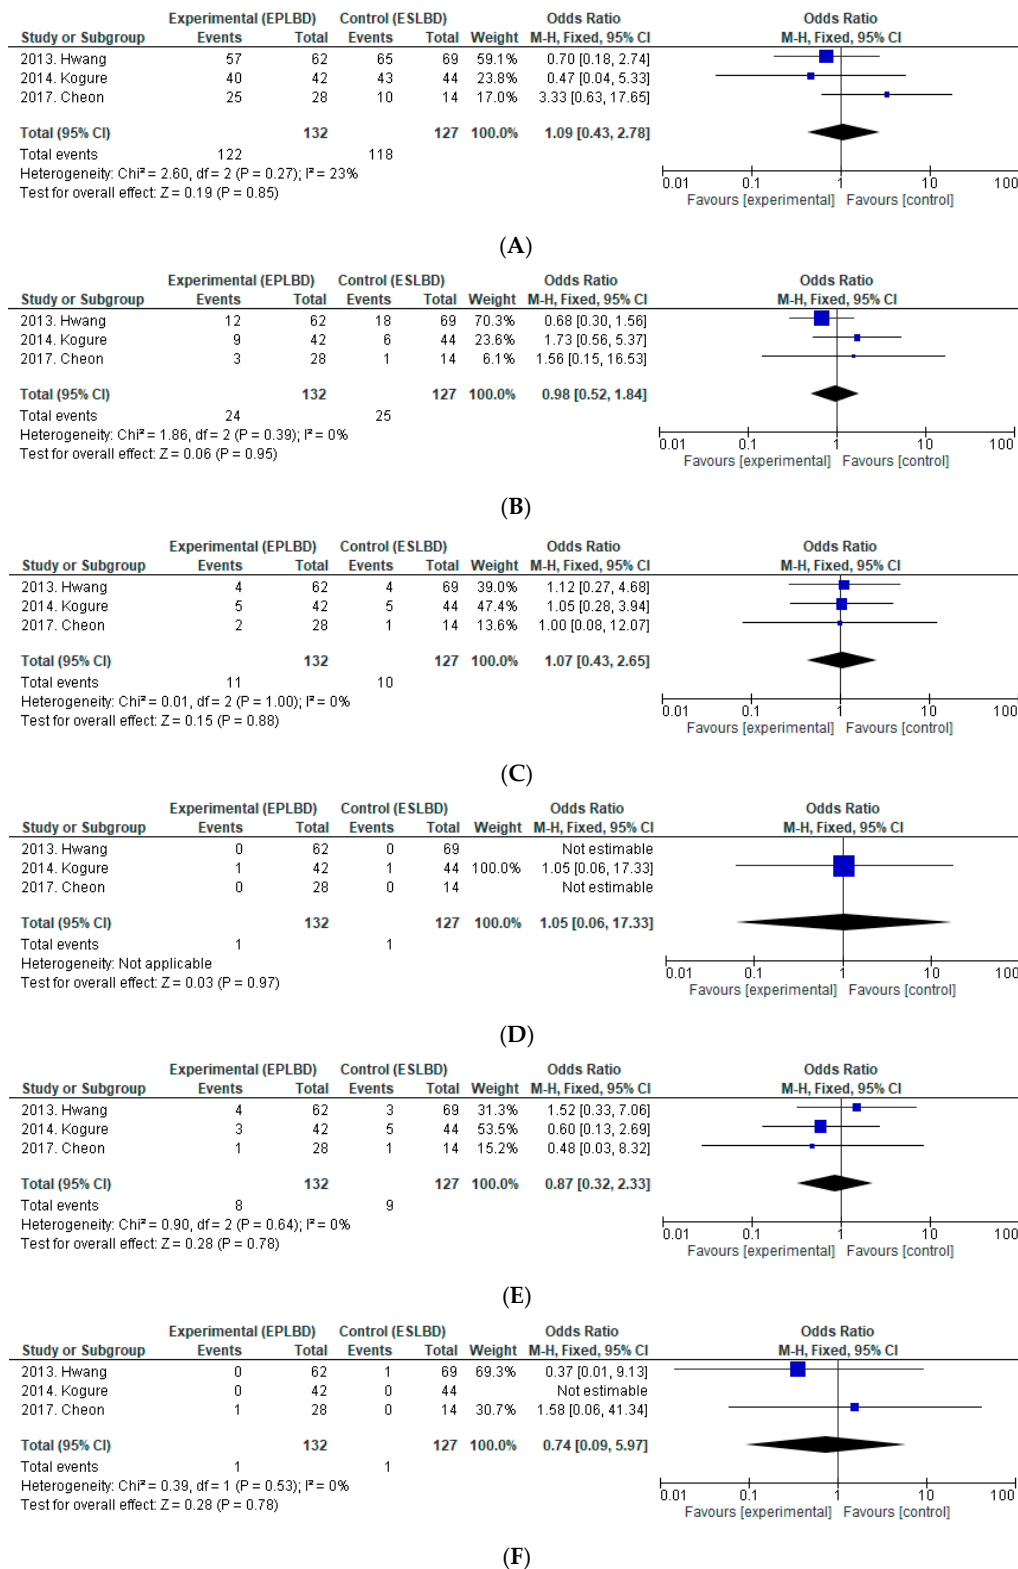 Experimental (EPLBD) Control (ESLBD) Odds Ratio Odds Ratio
Study or Subgroup Events Total Events Total Weight M-H, Fixed, 95% CI M-H, Fixed, 95% CI
2013. Hwang 57 62 65 69 59.1% 0.70 [0.18, 2.74]
2014. Kogure 40 42 43 44 23.8% 0.47 [0.04, 5.33]
2017. Cheon 25 28 10 14 17.0% 3.33 [0.63, 17.65]
Total (95% CI) 132 127 100.0% 1.09 [0.43, 2.78]
Total events 122 118
Heterogeneity: Chi² = 2.60, df = 2 (P = 0.27); I² = 23%
Test for overall effect: Z = 0.19 (P = 0.85)
0.01 0.1 1 10 100
Favours [experimental] Favours [control]
(A)
Experimental (EPLBD) Control (ESLBD) Odds Ratio Odds Ratio
Study or Subgroup Events Total Events Total Weight M-H, Fixed, 95% CI M-H, Fixed, 95% CI
2013. Hwang 12 62 18 69 70.3% 0.68 [0.30, 1.56]
2014. Kogure 9 42 6 44 23.6% 1.73 [0.56, 5.37]
2017. Cheon 3 28 1 14 6.1% 1.56 [0.15, 16.53]
Total (95% CI) 132 127 100.0% 0.98 [0.52, 1.84]
Total events 24 25
Heterogeneity: Chi² = 1.86, df = 2 (P = 0.39); I² = 0%
Test for overall effect: Z = 0.06 (P = 0.95)
0.01 0.1 1 10 100
Favours [experimental] Favours [control]
(B)
Experimental (EPLBD) Control (ESLBD) Odds Ratio Odds Ratio
Study or Subgroup Events Total Events Total Weight M-H, Fixed, 95% CI M-H, Fixed, 95% CI
2013. Hwang 4 62 4 69 39.0% 1.12 [0.27, 4.68]
2014. Kogure 5 42 5 44 47.4% 1.05 [0.28, 3.94]
2017. Cheon 2 28 1 14 13.6% 1.00 [0.08, 12.07]
Total (95% CI) 132 127 100.0% 1.07 [0.43, 2.65]
Total events 11 10
Heterogeneity: Chi² = 0.01, df = 2 (P = 1.00); I² = 0%
Test for overall effect: Z = 0.15 (P = 0.88)
0.01 0.1 1 10 100
Favours [experimental] Favours [control]
(C)
Experimental (EPLBD) Control (ESLBD) Odds Ratio Odds Ratio
Study or Subgroup Events Total Events Total Weight M-H, Fixed, 95% CI M-H, Fixed, 95% CI
2013. Hwang 0 62 0 69 Not estimable
2014. Kogure 1 42 1 44 100.0% 1.05 [0.06, 17.33]
2017. Cheon 0 28 0 14 Not estimable
Total (95% CI) 132 127 100.0% 1.05 [0.06, 17.33]
Total events 1 1
Heterogeneity: Not applicable
Test for overall effect: Z = 0.03 (P = 0.97)
0.01 0.1 1 10 100
Favours [experimental] Favours [control]
(D)
Experimental (EPLBD) Control (ESLBD) Odds Ratio Odds Ratio
Study or Subgroup Events Total Events Total Weight M-H, Fixed, 95% CI M-H, Fixed, 95% CI
2013. Hwang 4 62 3 69 31.3% 1.52 [0.33, 7.06]
2014. Kogure 3 42 5 44 53.5% 0.60 [0.13, 2.69]
2017. Cheon 1 28 1 14 15.2% 0.48 [0.03, 8.32]
Total (95% CI) 132 127 100.0% 0.87 [0.32, 2.33]
Total events 8 9
Heterogeneity: Chi² = 0.90, df = 2 (P = 0.64); I² = 0%
Test for overall effect: Z = 0.28 (P = 0.78)
0.01 0.1 1 10 100
Favours [experimental] Favours [control]
(E)
Experimental (EPLBD) Control (ESLBD) Odds Ratio Odds Ratio
Study or Subgroup Events Total Events Total Weight M-H, Fixed, 95% CI M-H, Fixed, 95% CI
2013. Hwang 0 62 1 69 69.3% 0.37 [0.01, 9.13]
2014. Kogure 0 42 0 44 Not estimable
2017. Cheon 1 28 0 14 30.7% 1.58 [0.06, 41.34]
Total (95% CI) 132 127 100.0% 0.74 [0.09, 5.97]
Total events 1 1
Heterogeneity: Chi² = 0.39, df = 1 (P = 0.53); I² = 0%
Test for overall effect: Z = 0.28 (P = 0.78)
0.01 0.1 1 10 100
Favours [experimental] Favours [control]
(F)